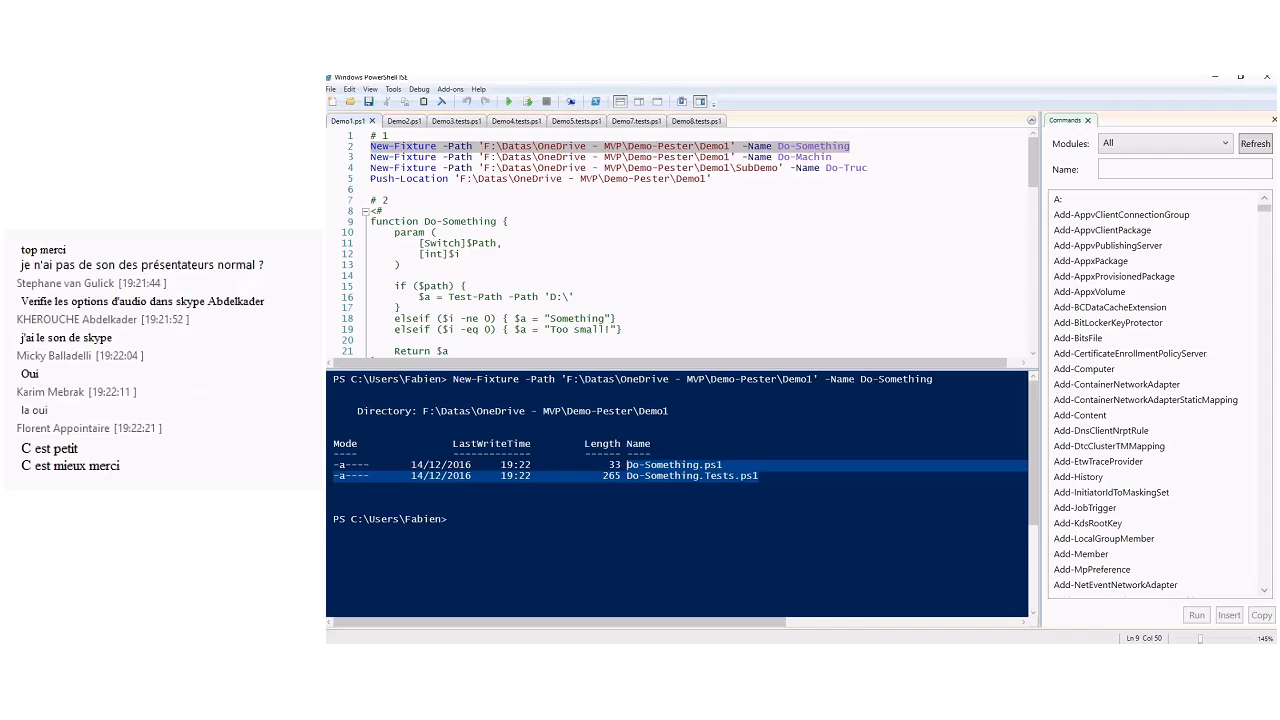 top merci
je n'ai pas de son des présentateurs normal ?
Stephane van Gulick [19:21:44 ]
Verifie les options d'audio dans skype Abdelkader
KHEROUCHE Abdelkader [19:21:52 ]
j'ai le son de skype
Micky Balladelli [19:22:04 ]
Oui
Karim Mebrak [19:22:11 ]
la oui
Florent Appointaire [19:22:21 ]
C est petit
C est mieux merci
Windows PowerShell ISE
File Edit View Tools Debug Add-ons Help
Demo1.ps1 Demo2.ps1 Demo3.tests.ps1 Demo4.tests.ps1 Demo5.tests.ps1 Demo7.tests.ps1 Demo8.tests.ps1
1 # 1
2 New-Fixture -Path 'F:\Datas\OneDrive - MVP\Demo-Pester\Demo1' -Name Do-Something
3 New-Fixture -Path 'F:\Datas\OneDrive - MVP\Demo-Pester\Demo1' -Name Do-Machin
4 New-Fixture -Path 'F:\Datas\OneDrive - MVP\Demo-Pester\Demo1\SubDemo' -Name Do-Truc
5 Push-Location 'F:\Datas\OneDrive - MVP\Demo-Pester\Demo1'
6
7 # 2
8 <#
9 function Do-Something {
10 param (
11 [Switch]$Path,
12 [int]$i
13 )
14
15 if ($path) {
16 $a = Test-Path -Path 'D:\'
17 }
18 elseif ($i -ne 0) { $a = "Something"}
19 elseif ($i -eq 0) { $a = "Too small!"}
20
21 Return $a
PS C:\Users\Fabien> New-Fixture -Path 'F:\Datas\OneDrive - MVP\Demo-Pester\Demo1' -Name Do-Something
Directory: F:\Datas\OneDrive - MVP\Demo-Pester\Demo1
Mode LastWriteTime Length Name
---- ------------- ------ ----
-a---- 14/12/2016 19:22 33 Do-Something.ps1
-a---- 14/12/2016 19:22 265 Do-Something.Tests.ps1
PS C:\Users\Fabien>
Commands
Modules: All Refresh
Name:
A:
Add-AppvClientConnectionGroup
Add-AppvClientPackage
Add-AppvPublishingServer
Add-AppxPackage
Add-AppxProvisionedPackage
Add-AppxVolume
Add-BCDataCacheExtension
Add-BitLockerKeyProtector
Add-BitsFile
Add-CertificateEnrollmentPolicyServer
Add-Computer
Add-ContainerNetworkAdapter
Add-ContainerNetworkAdapterStaticMapping
Add-Content
Add-DnsClientNrptRule
Add-DtcClusterTMMapping
Add-EtwTraceProvider
Add-History
Add-InitiatorIdToMaskingSet
Add-JobTrigger
Add-KdsRootKey
Add-LocalGroupMember
Add-Member
Add-MpPreference
Add-NetEventNetworkAdapter
Run Insert Copy
Ln 9 Col 50 145%